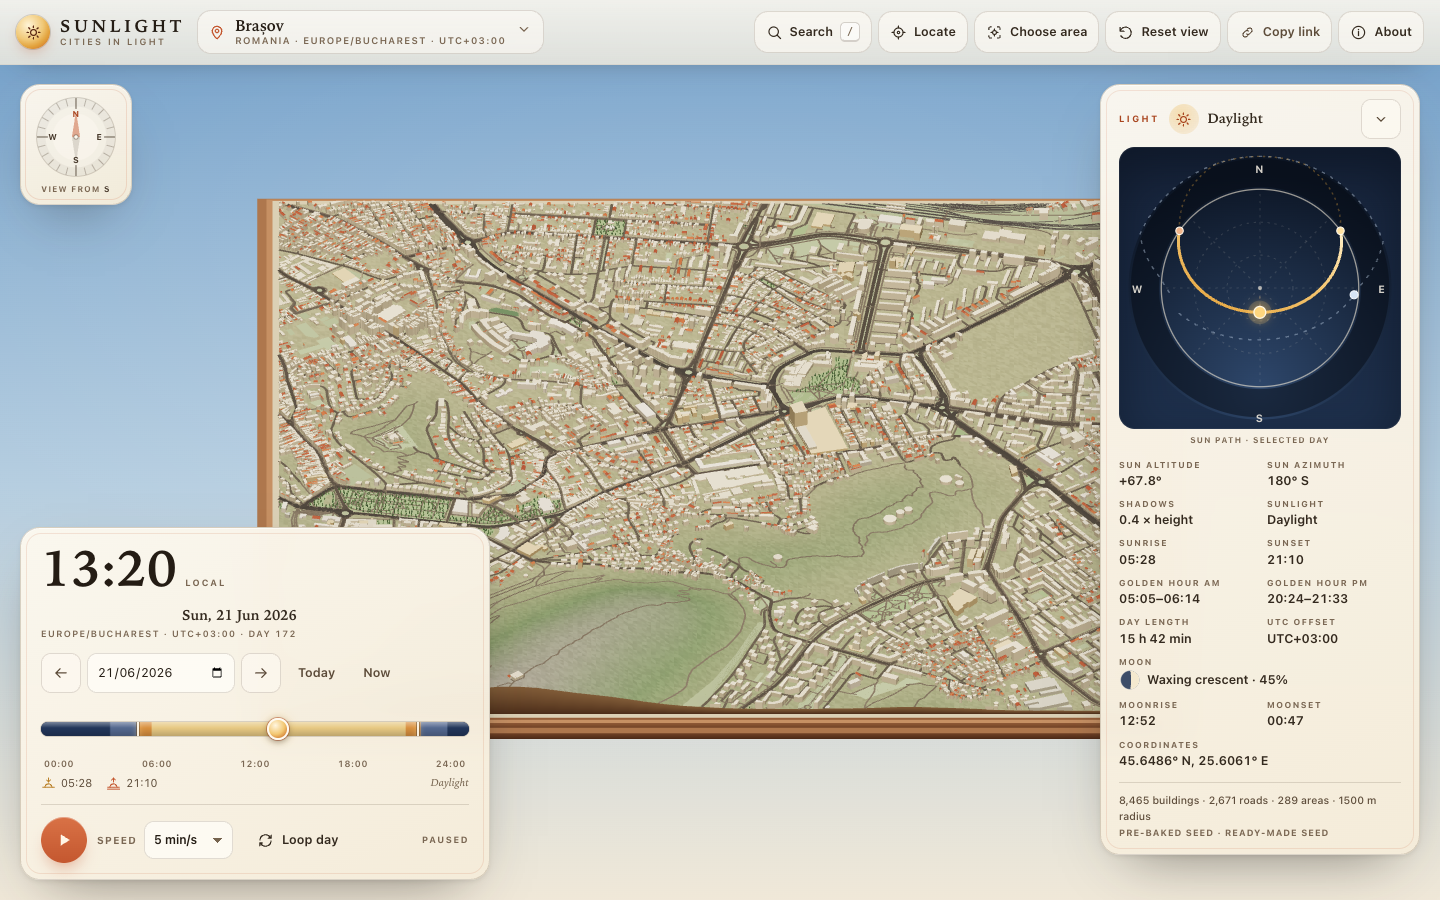 SUNLIGHT
CITIES IN LIGHT
Brașov
ROMANIA · EUROPE/BUCHAREST · UTC+03:00
Search /
Locate
Choose area
Reset view
Copy link
About
N
W E
S
VIEW FROM S
LIGHT Daylight
N
W E
S
SUN PATH · SELECTED DAY
SUN ALTITUDE SUN AZIMUTH
+67.8° 180° S
SHADOWS SUNLIGHT
0.4 × height Daylight
SUNRISE SUNSET
05:28 21:10
GOLDEN HOUR AM GOLDEN HOUR PM
05:05–06:14 20:24–21:33
DAY LENGTH UTC OFFSET
15 h 42 min UTC+03:00
MOON
Waxing crescent · 45%
MOONRISE MOONSET
12:52 00:47
COORDINATES
45.6486° N, 25.6061° E
8,465 buildings · 2,671 roads · 289 areas · 1500 m
radius
PRE-BAKED SEED · READY-MADE SEED
13:20 LOCAL
Sun, 21 Jun 2026
EUROPE/BUCHAREST · UTC+03:00 · DAY 172
21/06/2026 Today Now
00:00 06:00 12:00 18:00 24:00
05:28 21:10 Daylight
SPEED 5 min/s Loop day PAUSED